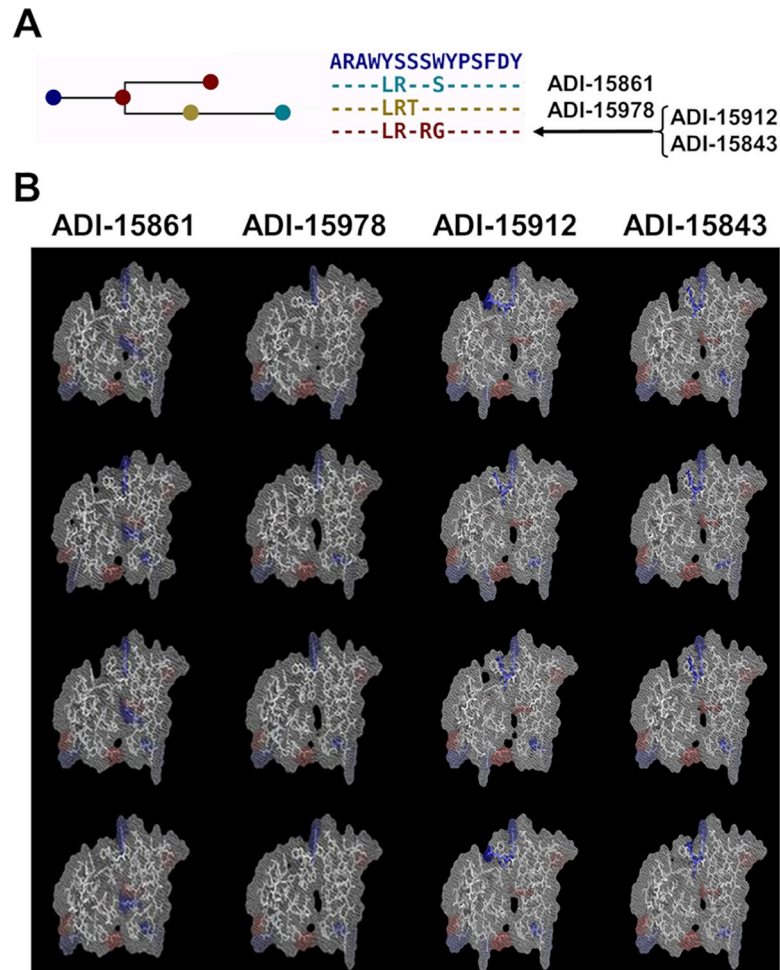 A
ARAWYSSSWYPSFDY
----LR--S------ ADI-15861
----LRT-------- ADI-15978
----LR-RG------ ADI-15912
ADI-15843
B
ADI-15861 ADI-15978 ADI-15912 ADI-15843